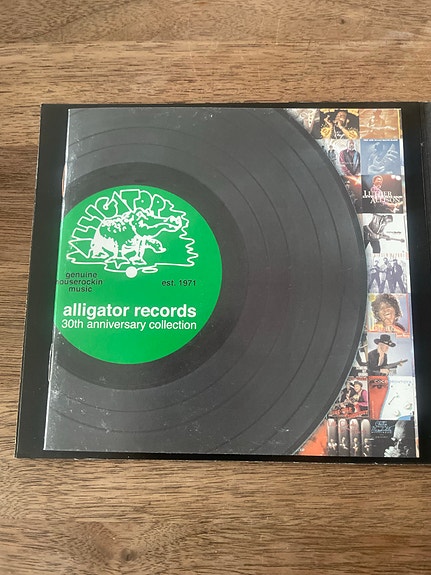 ALLIGATOR
genuine
houserockin
music
est. 1971
alligator records
30th anniversary collection
LUTHER
ALLISON